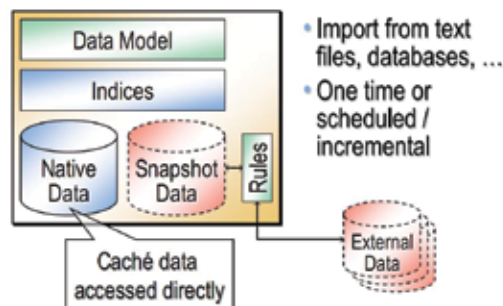 Data Model
Indices
Native
Data
Snapshot
Data
Rules
Caché data
accessed directly
• Import from text
files, databases, ...
• One time or
scheduled /
incremental
External
Data